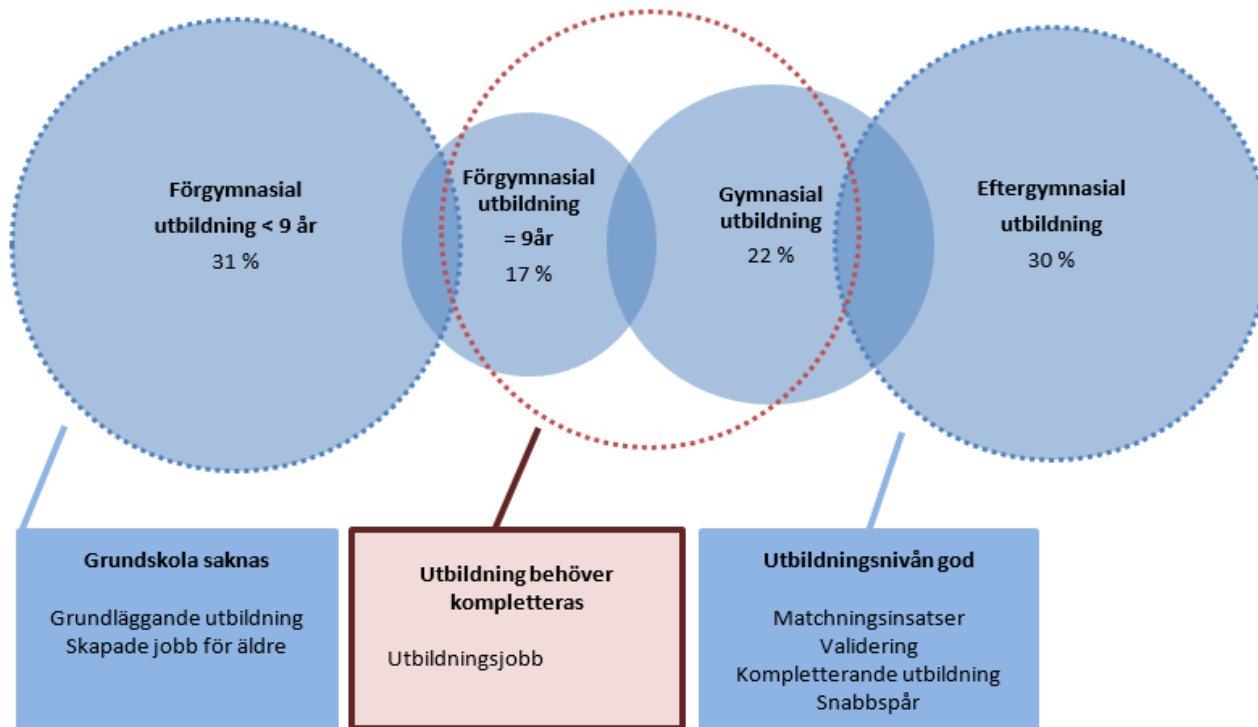 Förgymnasial
utbildning < 9 år
31 %
Förgymnasial
utbildning
= 9år
17 %
Gymnasial
utbildning
22 %
Eftergymnasial
utbildning
30 %
Grundskola saknas
Grundläggande utbildning
Skapade jobb för äldre
Utbildning behöver
kompletteras
Utbildningsjobb
Utbildningsnivån god
Matchningsinsatser
Validering
Kompletterande utbildning
Snabbspår